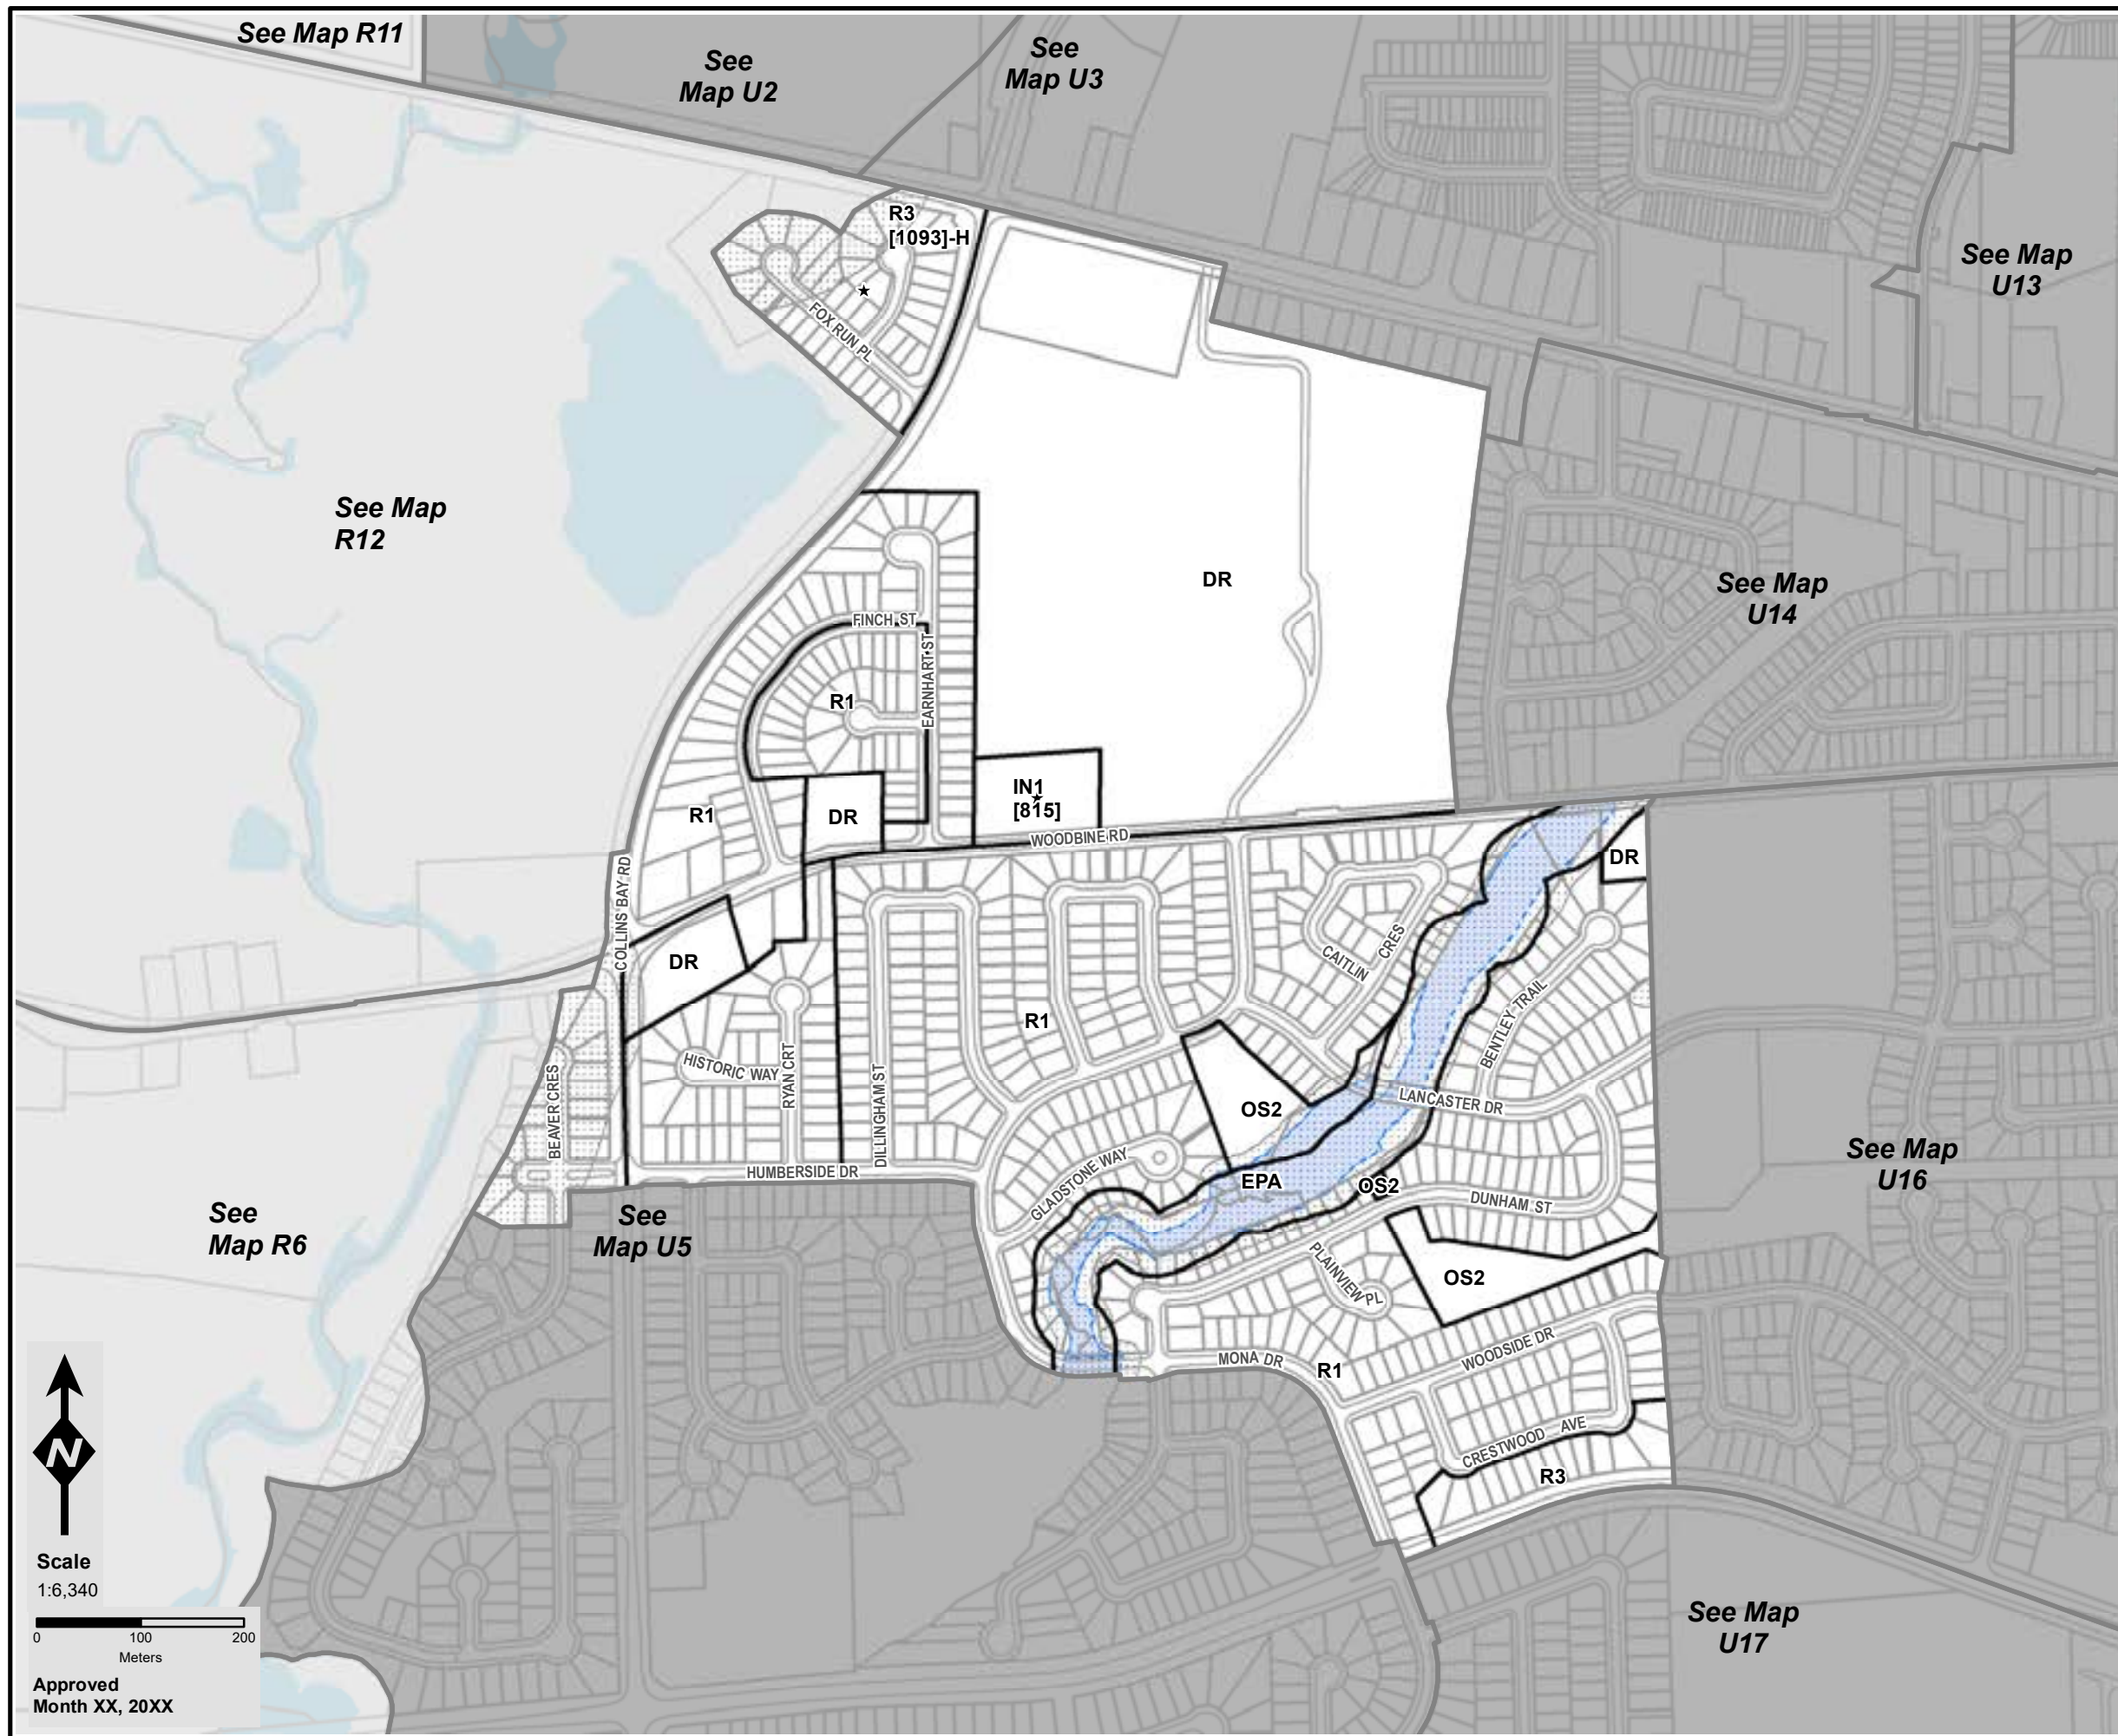 See Map R11
See
Map U2
See
Map U3
See Map
U13
R3
[1093]-H
FOX RUN PL
See Map
R12
DR
See Map
U14
FINCH ST
EARNHART ST
R1
IN1
[815]
R1
DR
WOODBINE RD
DR
COLLINS BAY RD
DR
CAITLIN
CRES
BENTLEY TRAIL
R1
HISTORIC WAY
RYAN CRT
BEAVER CRES
DILLINGHAM ST
LANCASTER DR
OS2
HUMBERSIDE DR
GLADSTONE WAY
EPA
OS2
DUNHAM ST
See Map
U16
See
Map R6
See
Map U5
PLAINVIEW PL
OS2
MONA DR
R1
WOODSIDE DR
CRESTWOOD AVE
R3
N
Scale
1:6,340
0 100 200
Meters
Approved
Month XX, 20XX
See Map
U17